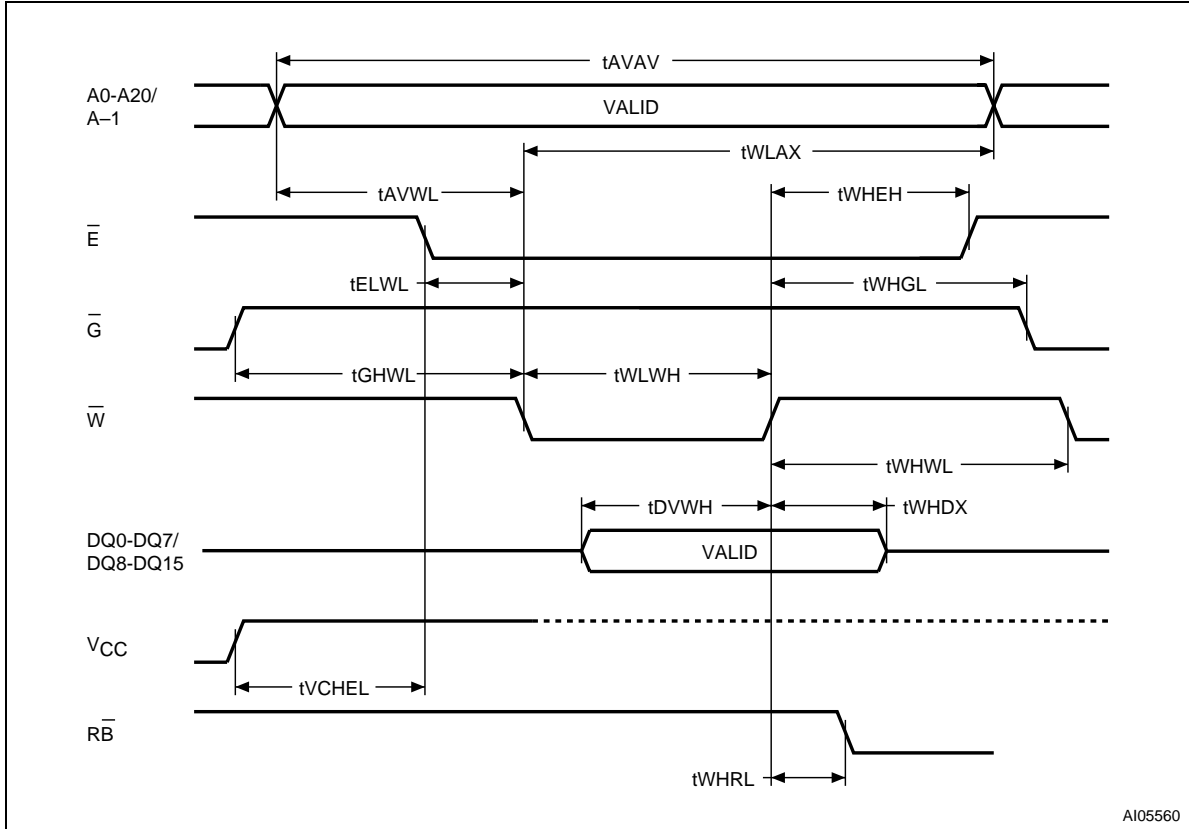 tAVAV
A0-A20/
A–1
VALID
tWLAX
tAVWL
tWHEH
E̅
tELWL
tWHGL
G̅
tGHWL
tWLWH
W̅
tWHWL
tDVWH
tWHDX
DQ0-DQ7/
DQ8-DQ15
VALID
VCC
tVCHEL
RB̅
tWHRL
AI05560